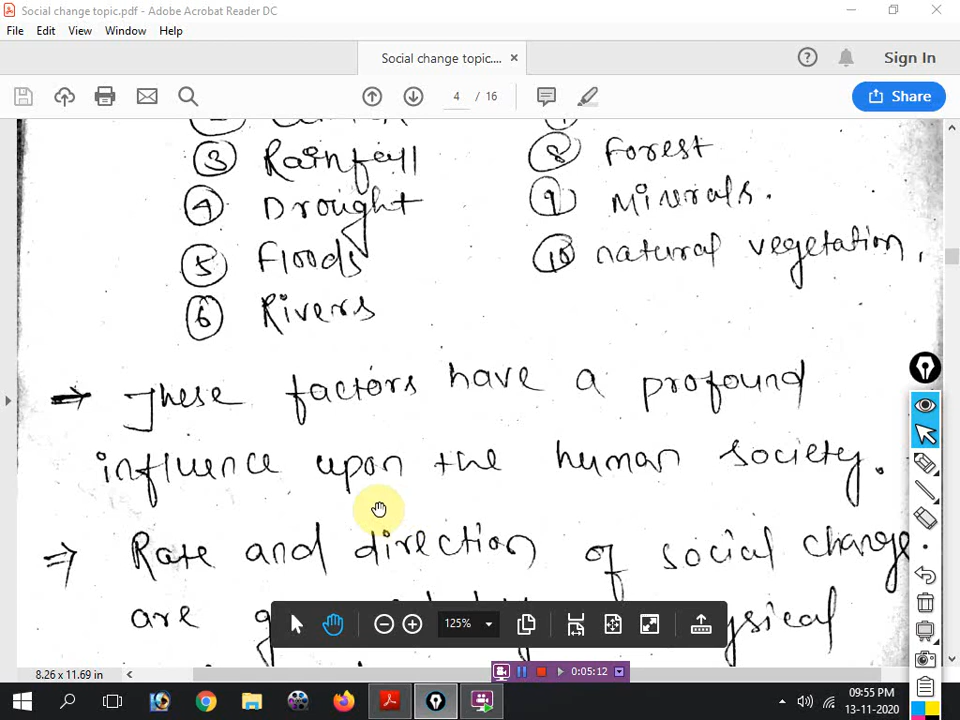 Social change topic.pdf - Adobe Acrobat Reader DC
File Edit View Window Help
Social change topic....
Sign In
4 / 16
Share
3 Rainfall
8 Forest
4 Drought
9 Minerals.
5 Floods
10 natural vegetation,
6 Rivers
⇒ These factors have a profound
influence upon the human society.
⇒ Rate and direction of social change.
are
125%
8.26 x 11.69 in
0:05:12
09:55 PM
13-11-2020